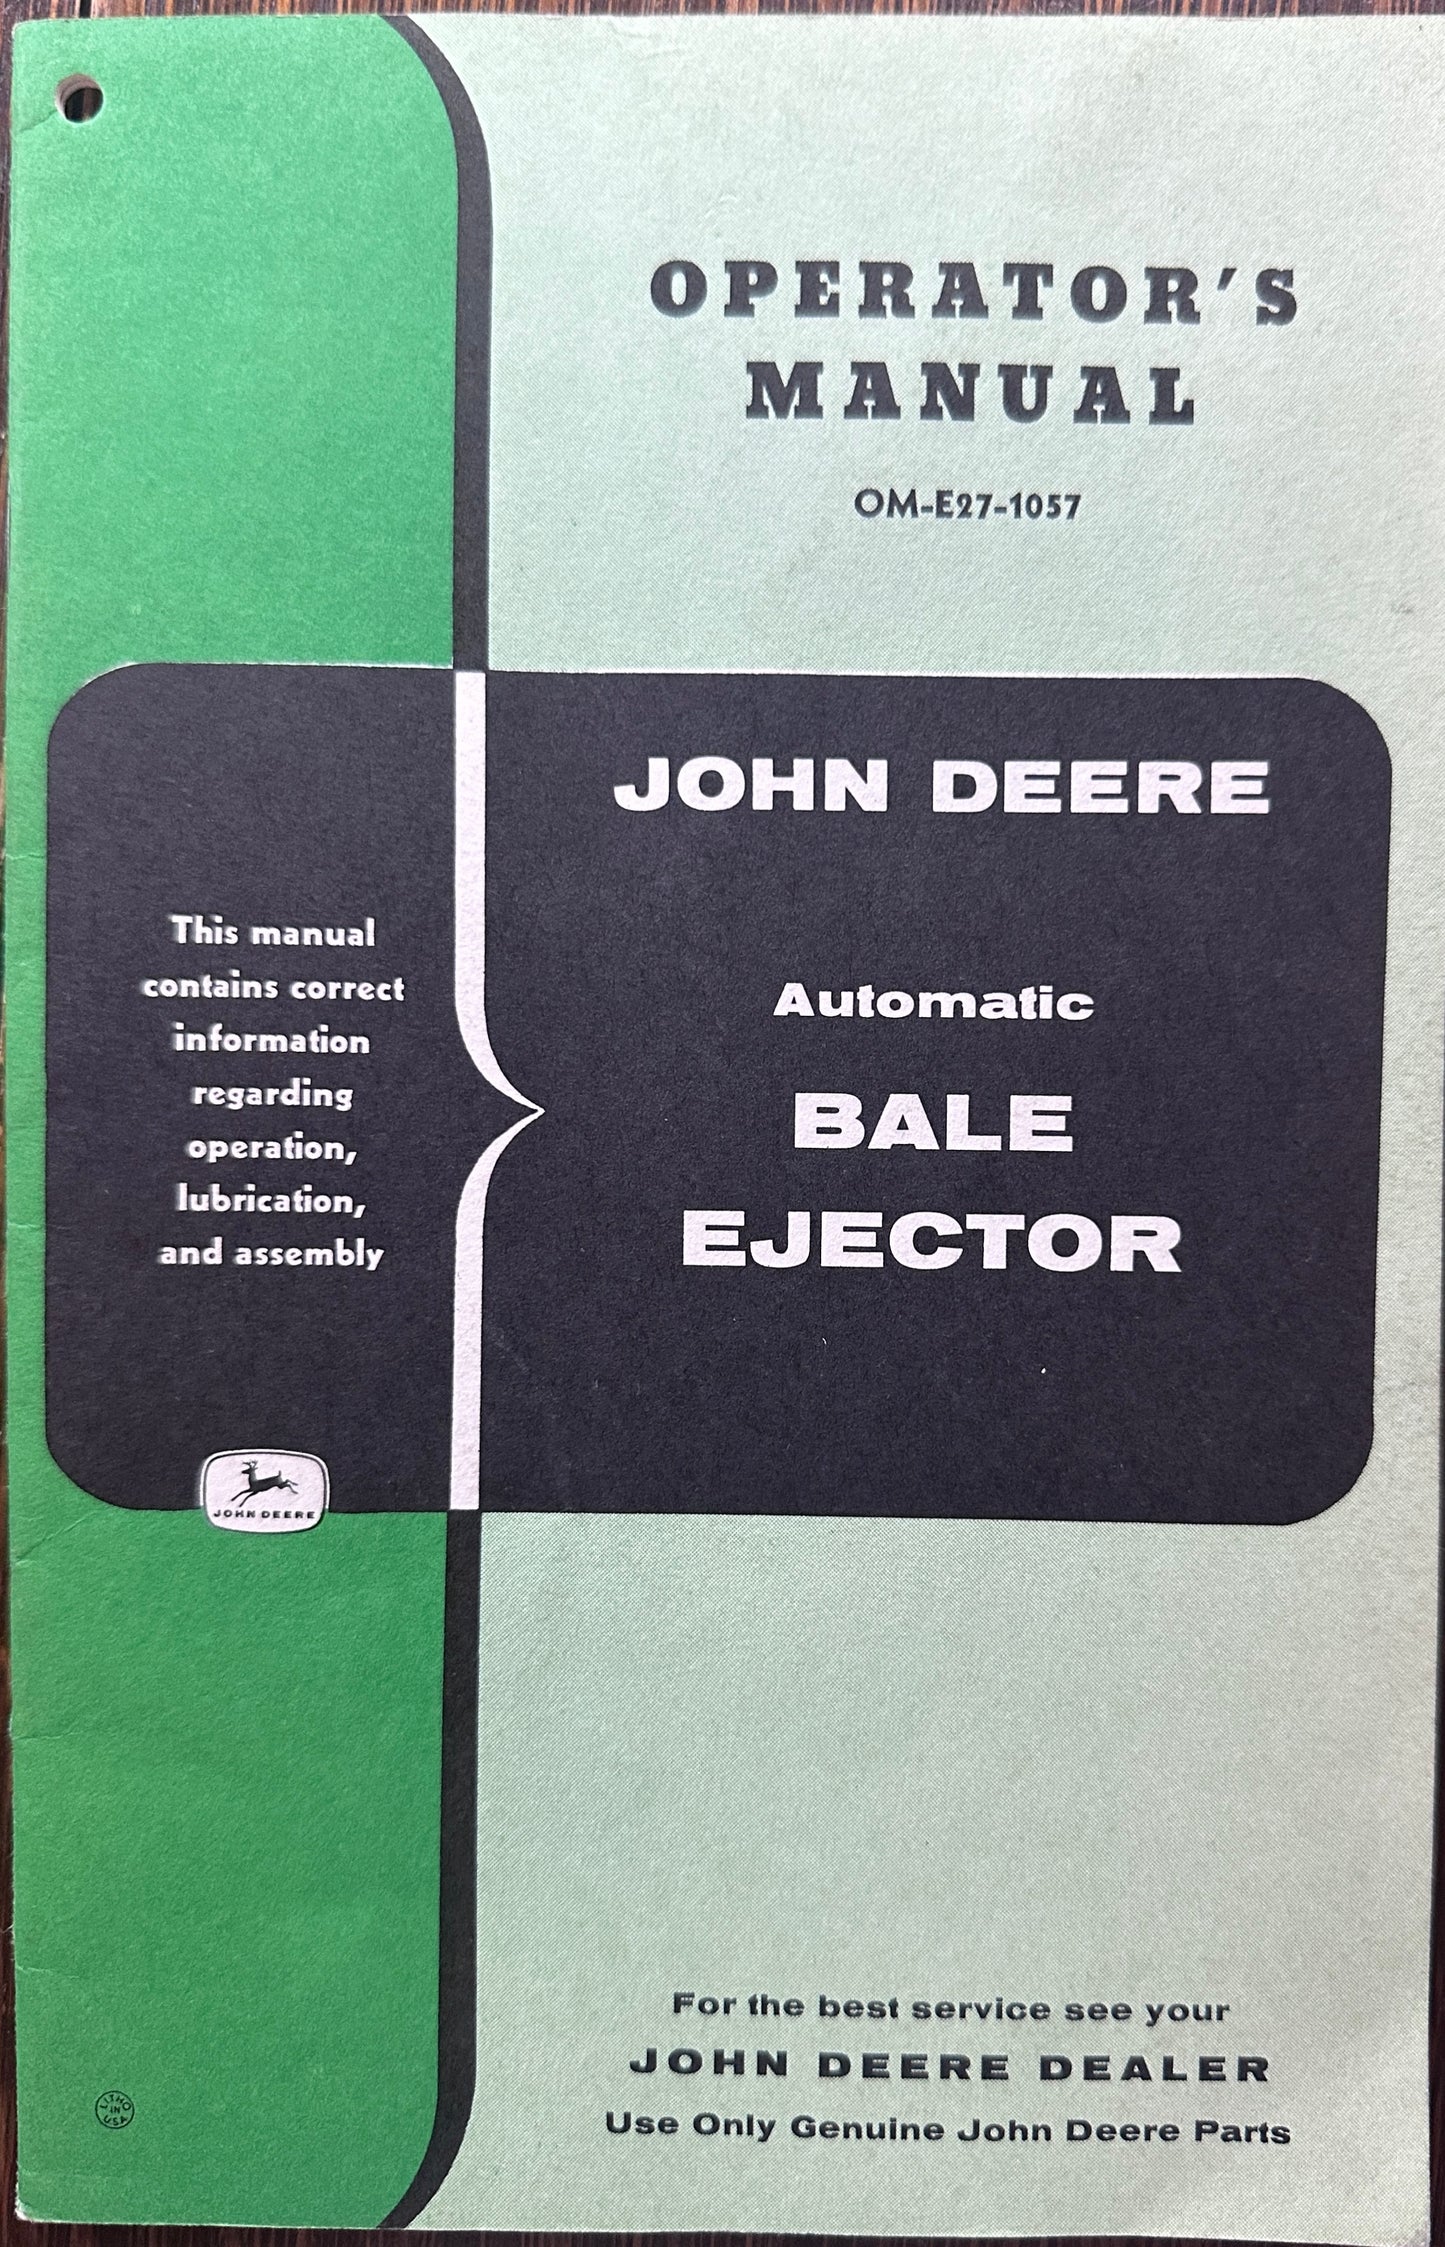 OPERATOR'S
MANUAL
OM-E27-1057
JOHN DEERE
Automatic
BALE
EJECTOR
This manual
contains correct
information
regarding
operation,
lubrication,
and assembly
JOHN DEERE
For the best service see your
JOHN DEERE DEALER
Use Only Genuine John Deere Parts
LITHO
IN
USA